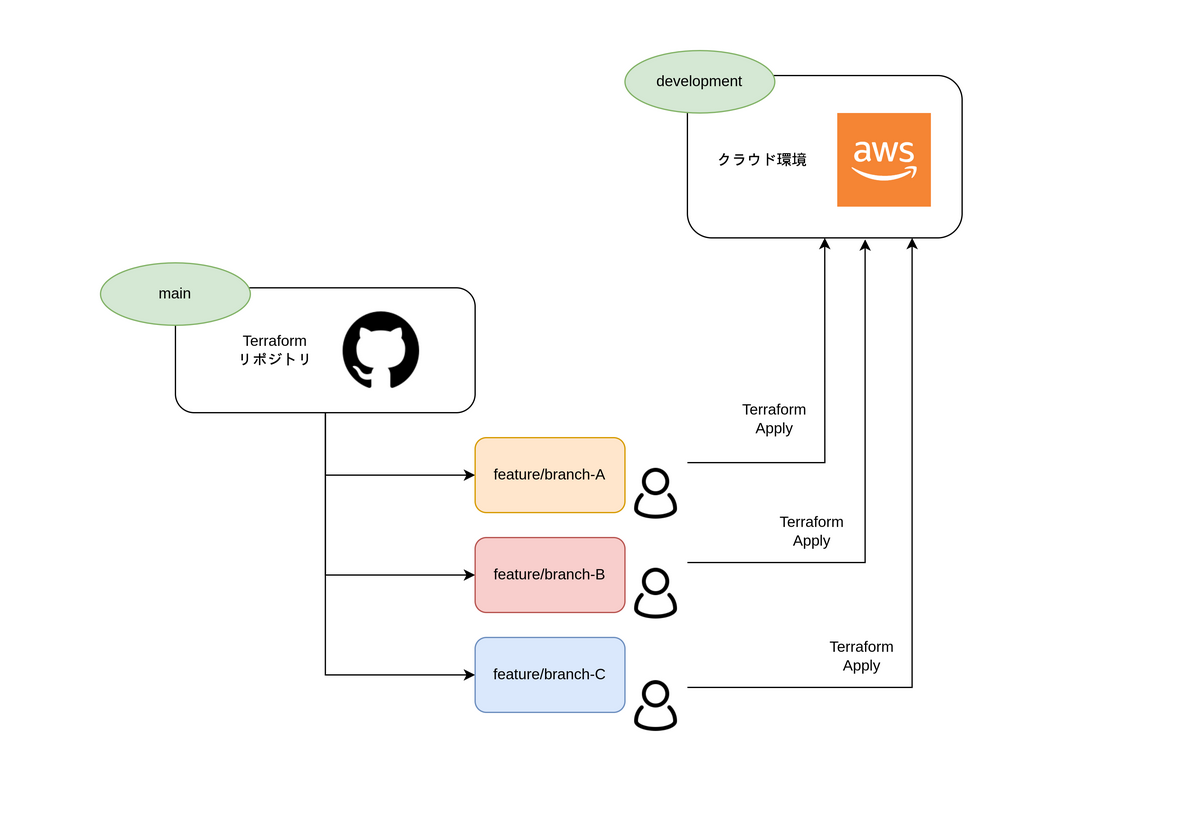 development
クラウド環境
aws
main
Terraform
リポジトリ
Terraform
Apply
feature/branch-A
Terraform
Apply
feature/branch-B
Terraform
Apply
feature/branch-C